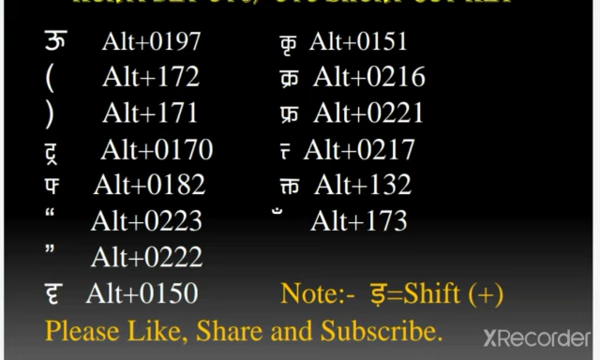 ऊ Alt+0197 कृ Alt+0151
( Alt+172 क्र Alt+0216
) Alt+171 फ्र Alt+0221
द्र Alt+0170 Alt+0217
Alt+0182 क्त Alt+132
“ Alt+0223 ँ Alt+173
” Alt+0222
Alt+0150 Note:- ड़=Shift (+)
Please Like, Share and Subscribe.
XRecorder